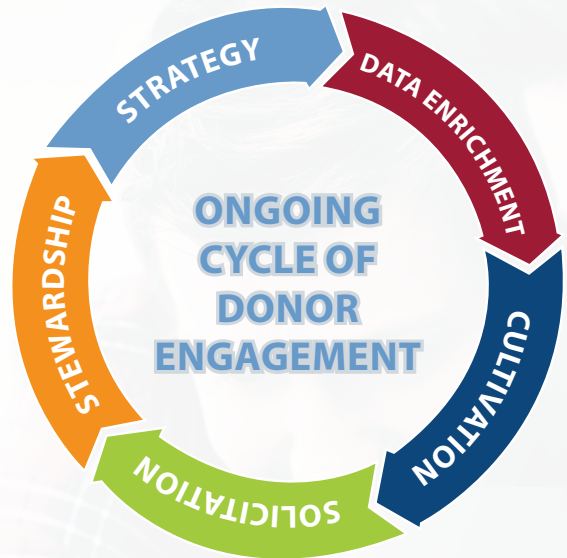 STRATEGY
DATA ENRICHMENT
CULTIVATION
SOLICITATION
STEWARDSHIP
ONGOING
CYCLE OF
DONOR
ENGAGEMENT